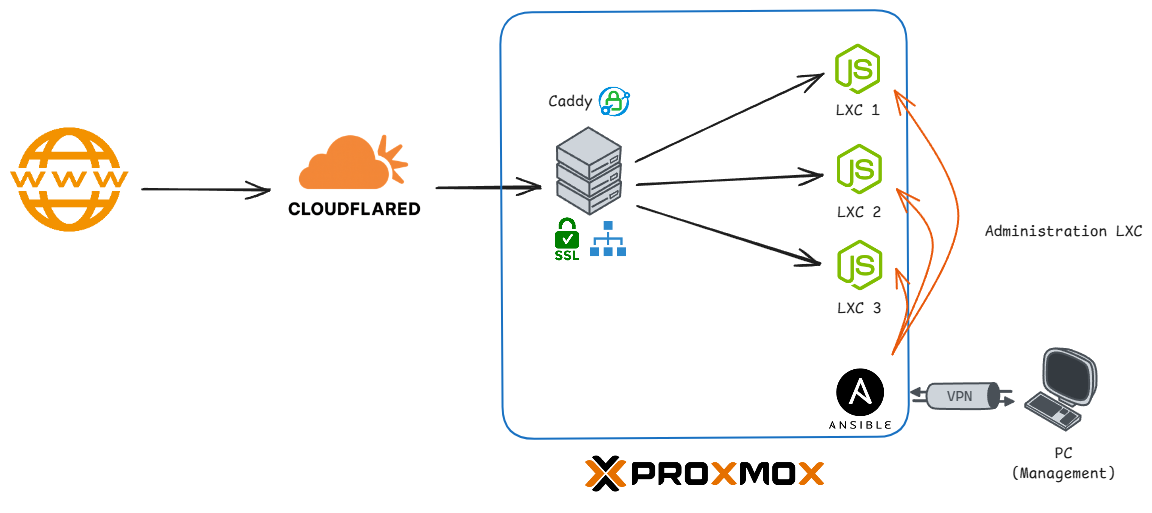 WWW
CLOUDFLARED
Caddy
SSL
JS
LXC 1
JS
LXC 2
JS
LXC 3
Administration LXC
ANSIBLE
VPN
PC
(Management)
PROXMOX